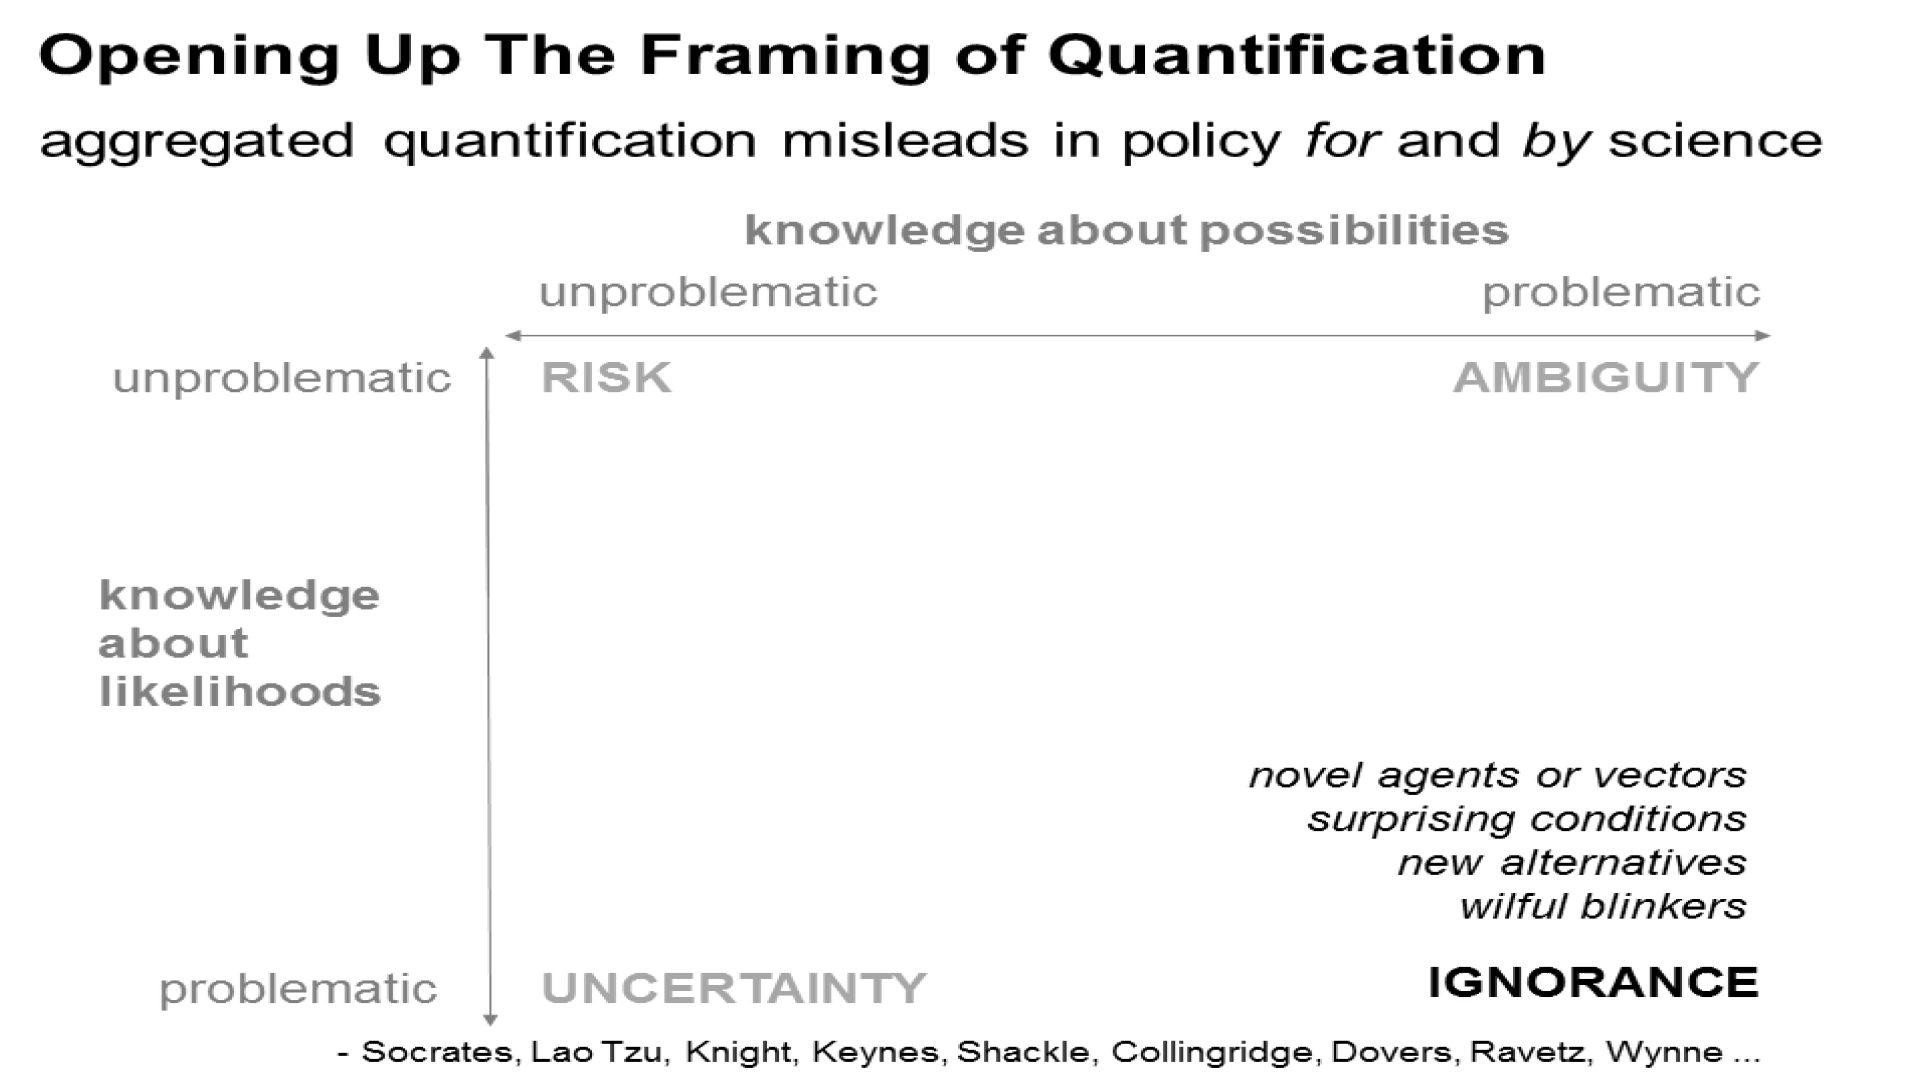 Opening Up The Framing of Quantification
aggregated quantification misleads in policy for and by science
knowledge about possibilities
unproblematic problematic
unproblematic RISK AMBIGUITY
knowledge
about
likelihoods
novel agents or vectors
surprising conditions
new alternatives
wilful blinkers
problematic UNCERTAINTY IGNORANCE
- Socrates, Lao Tzu, Knight, Keynes, Shackle, Collingridge, Dovers, Ravetz, Wynne ...